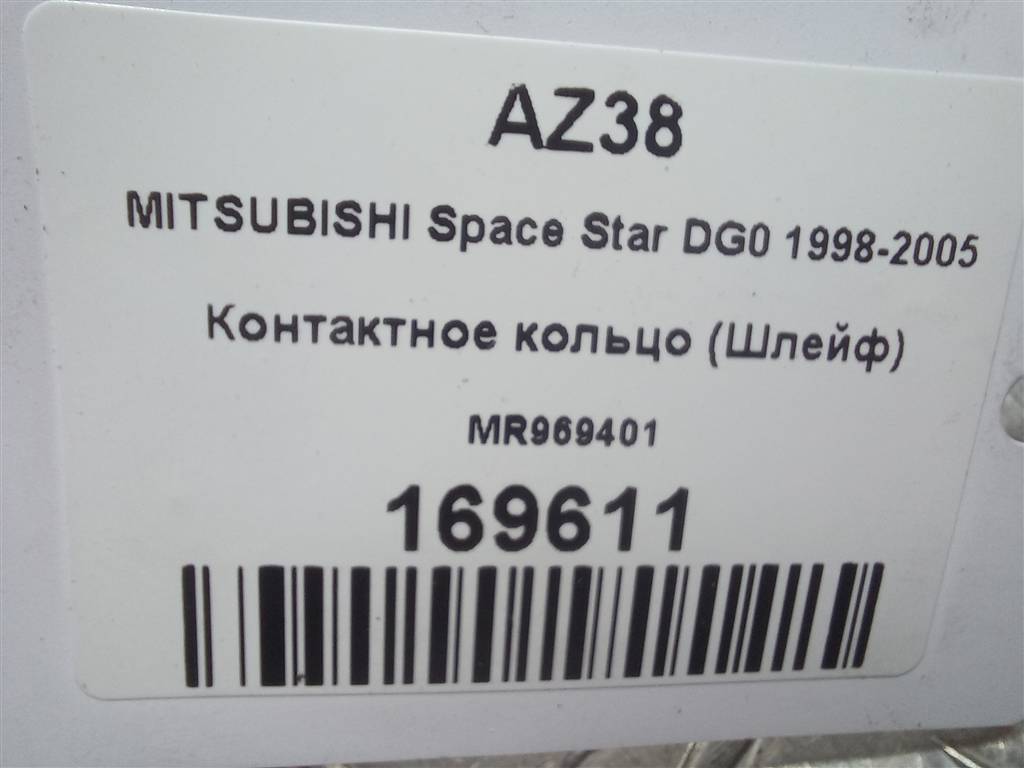 AZ38
MITSUBISHI Space Star DG0 1998-2005
Контактное кольцо (Шлейф)
MR969401
169611